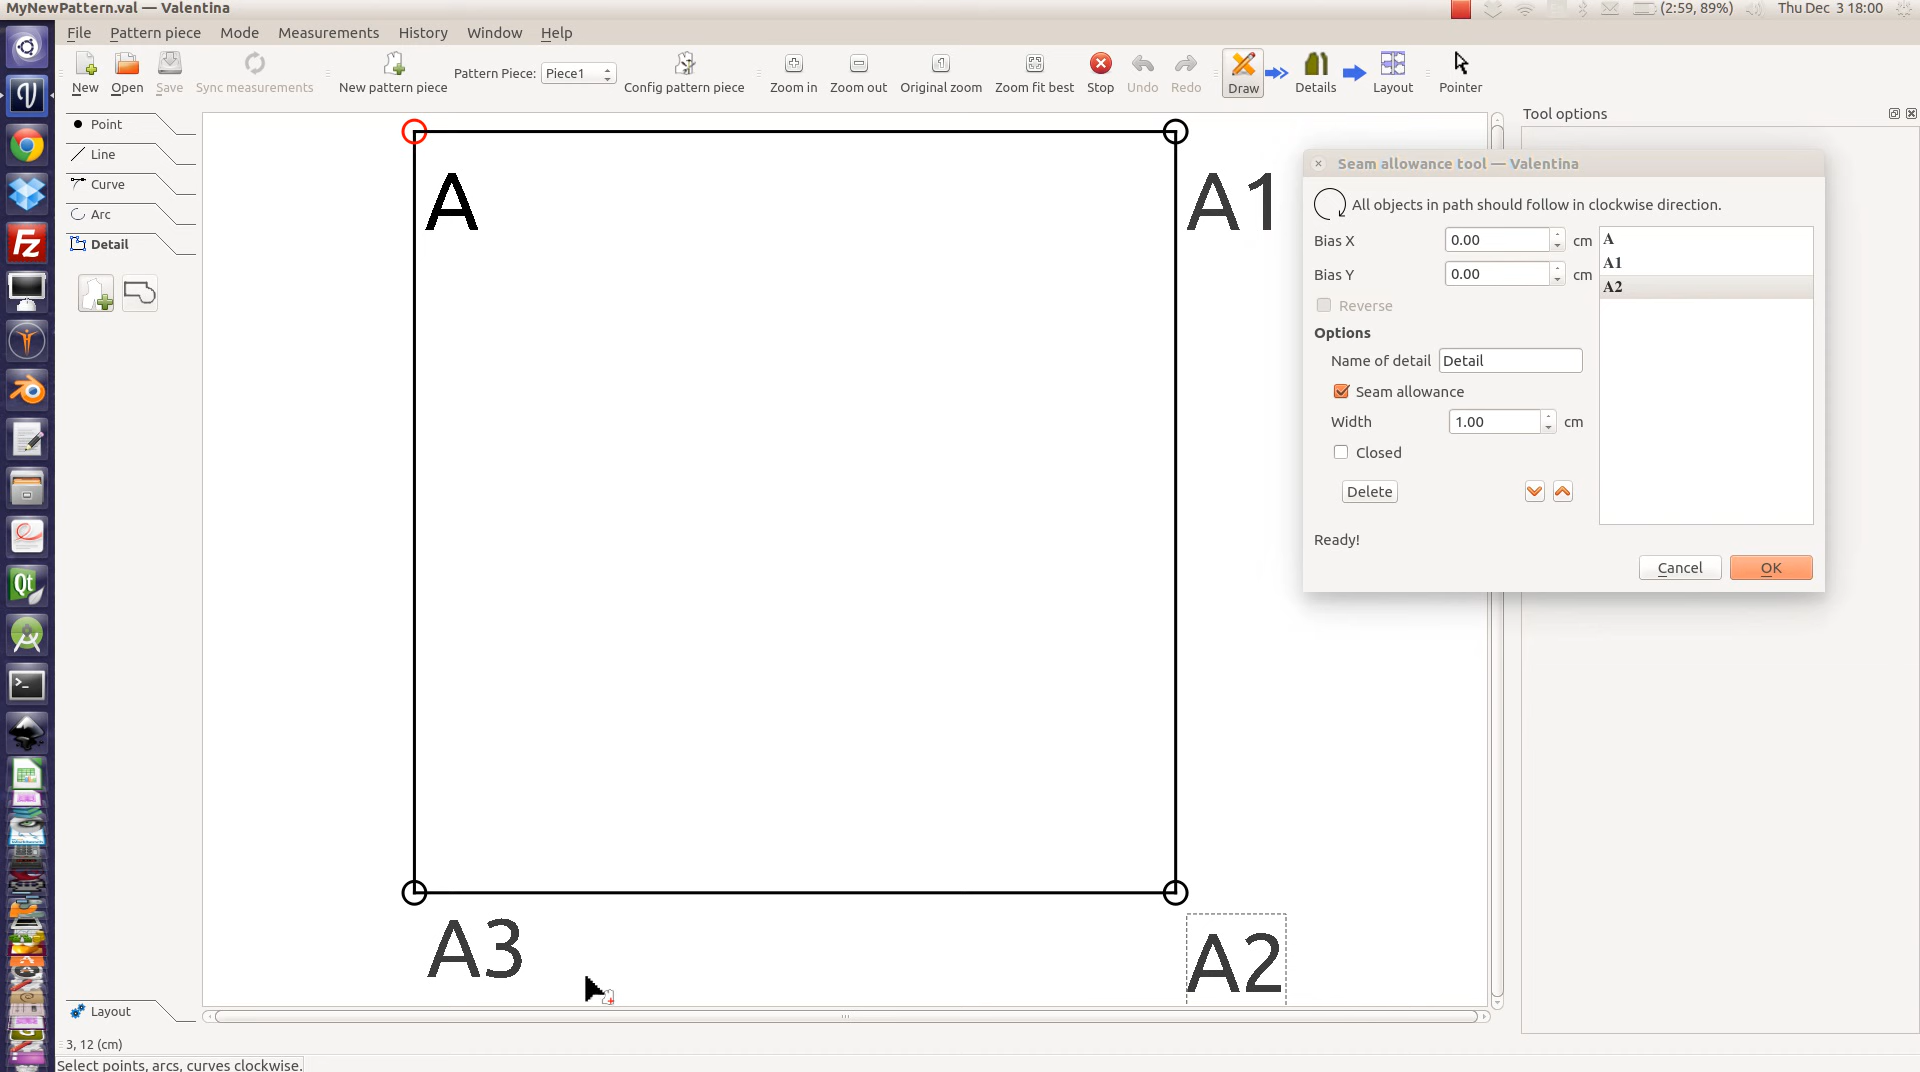 MyNewPattern.val — Valentina
(2:59, 89%)
Thu Dec 3 18:00
File
Pattern piece
Mode
Measurements
History
Window
Help
New
Open
Save
Sync measurements
New pattern piece
Pattern Piece:
Piece1
Config pattern piece
Zoom in
Zoom out
Original zoom
Zoom fit best
Stop
Undo
Redo
Draw
Details
Layout
Pointer
Point
Line
Curve
Arc
Detail
Layout
A
A1
A3
A2
Tool options
Seam allowance tool — Valentina
All objects in path should follow in clockwise direction.
Bias X
0.00
cm
Bias Y
0.00
cm
Reverse
Options
Name of detail
Detail
Seam allowance
Width
1.00
cm
Closed
Delete
A
A1
A2
Ready!
Cancel
OK
3, 12 (cm)
Select points, arcs, curves clockwise.